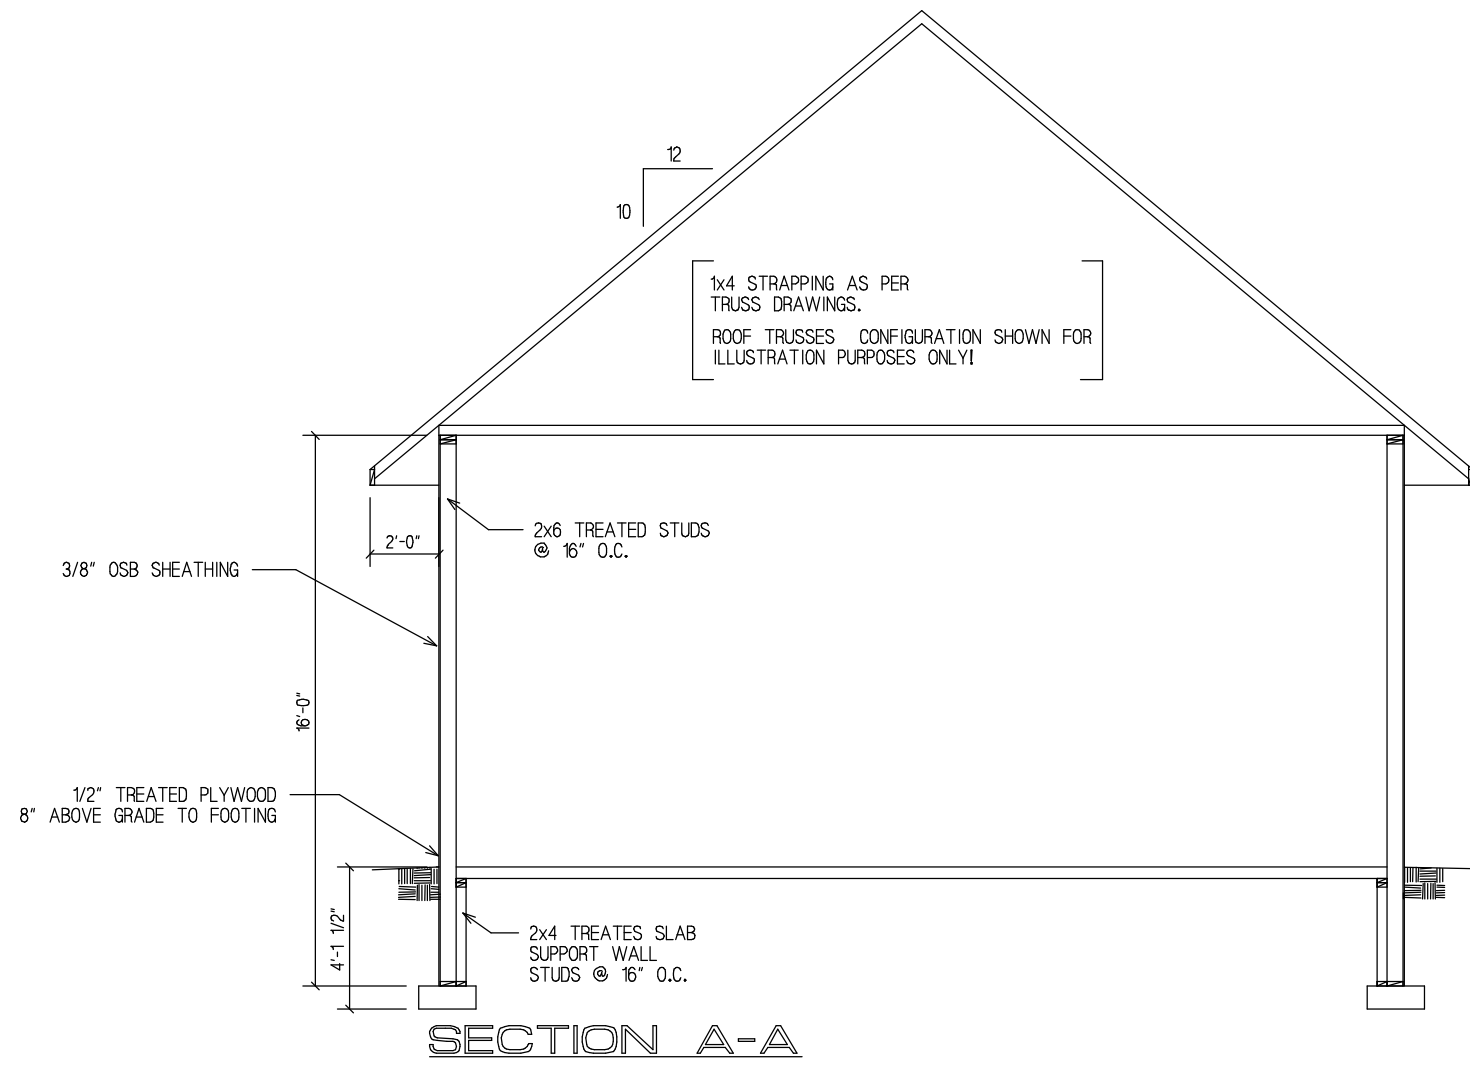 12
10
1x4 STRAPPING AS PER
TRUSS DRAWINGS.
ROOF TRUSSES CONFIGURATION SHOWN FOR
ILLUSTRATION PURPOSES ONLY!
2x6 TREATED STUDS
@ 16" O.C.
2'-0"
3/8" OSB SHEATHING
16'-0"
1/2" TREATED PLYWOOD
8" ABOVE GRADE TO FOOTING
4'-1 1/2"
2x4 TREATES SLAB
SUPPORT WALL
STUDS @ 16" O.C.
SECTION A-A